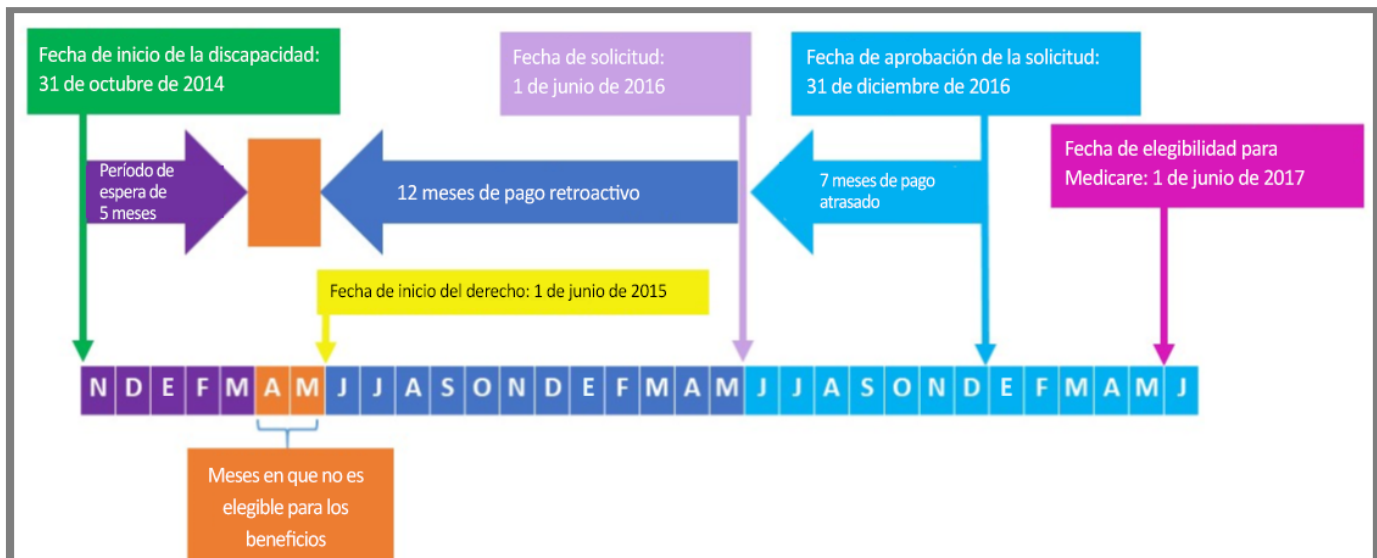 Fecha de inicio de la discapacidad:
31 de octubre de 2014
Fecha de solicitud:
1 de junio de 2016
Fecha de aprobación de la solicitud:
31 de diciembre de 2016
Período de
espera de
5 meses
12 meses de pago retroactivo
7 meses de pago
atrasado
Fecha de elegibilidad para
Medicare: 1 de junio de 2017
Fecha de inicio del derecho: 1 de junio de 2015
N D E F M A M J J A S O N D E F M A M J J A S O N D E F M A M J
Meses en que no es
elegible para los
beneficios